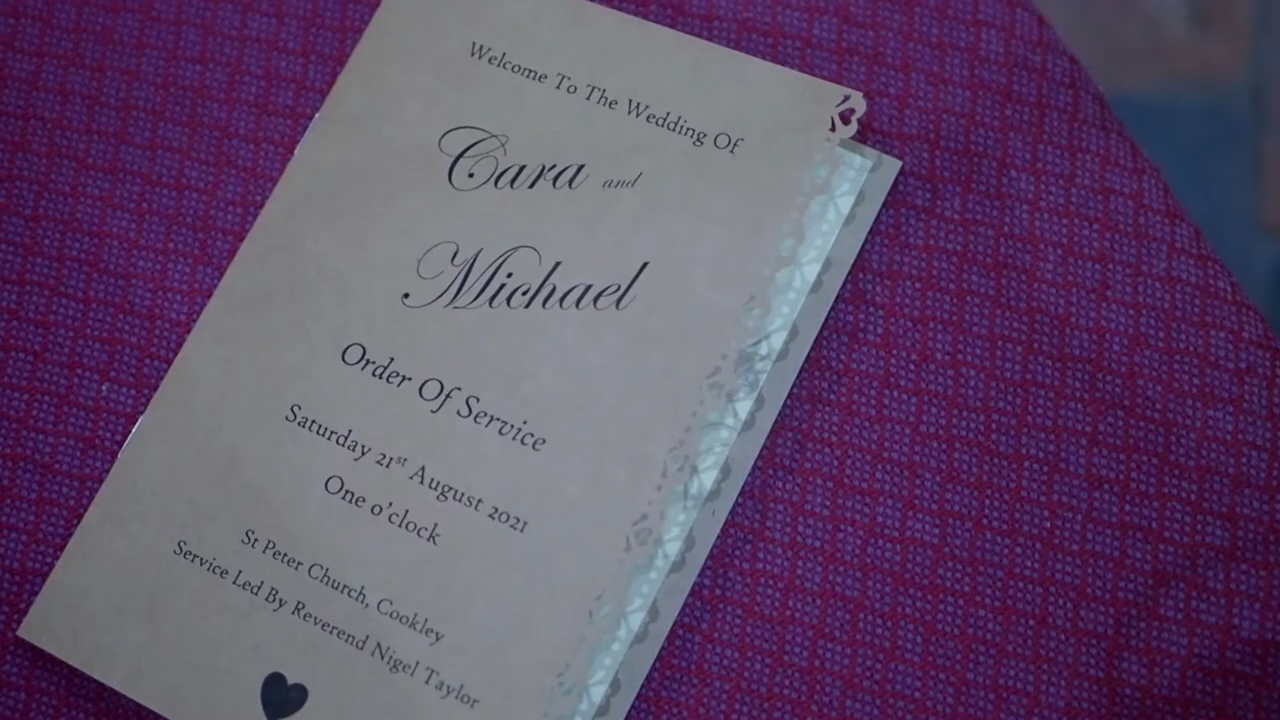 Welcome To The Wedding Of
Cara and
Michael
Order Of Service
Saturday 21st August 2021
One o'clock
St Peter Church, Cookley
Service Led By Reverend Nigel Taylor